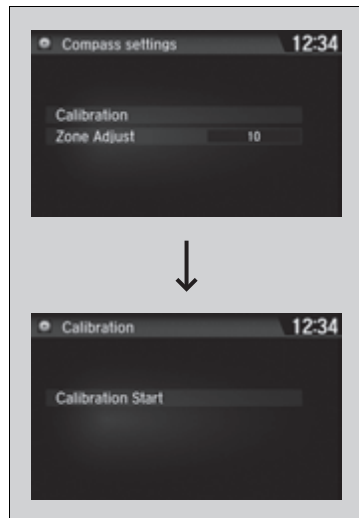 Compass settings 12:34
Calibration
Zone Adjust 10
Calibration 12:34
Calibration Start